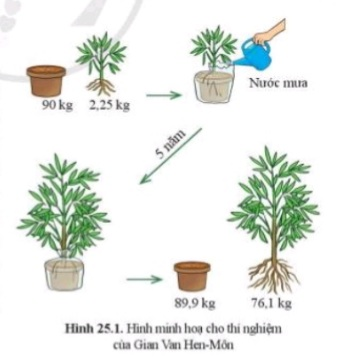 90 kg 2,25 kg
Nước mưa
5 năm
89,9 kg 76,1 kg
Hình 25.1. Hình minh hoạ cho thí nghiệm
của Gian Van Hen-Môn